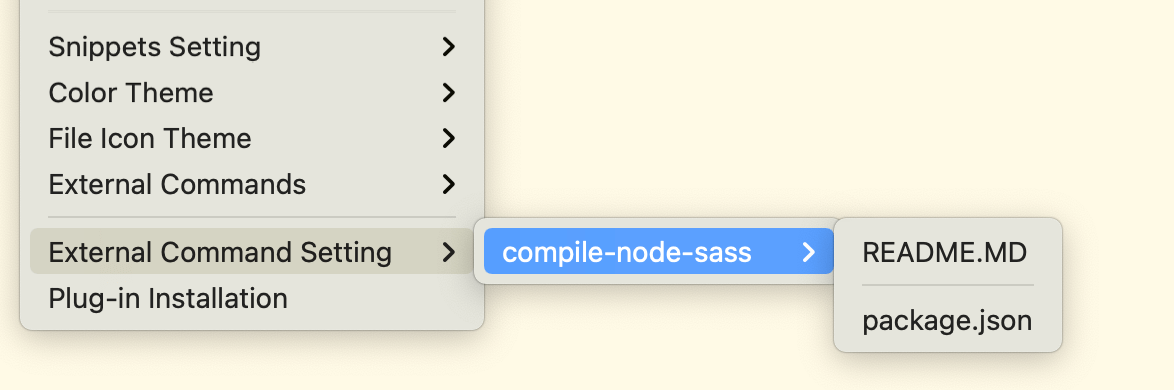 Snippets Setting
Color Theme
File Icon Theme
External Commands
External Command Setting
Plug-in Installation
compile-node-sass
README.MD
package.json